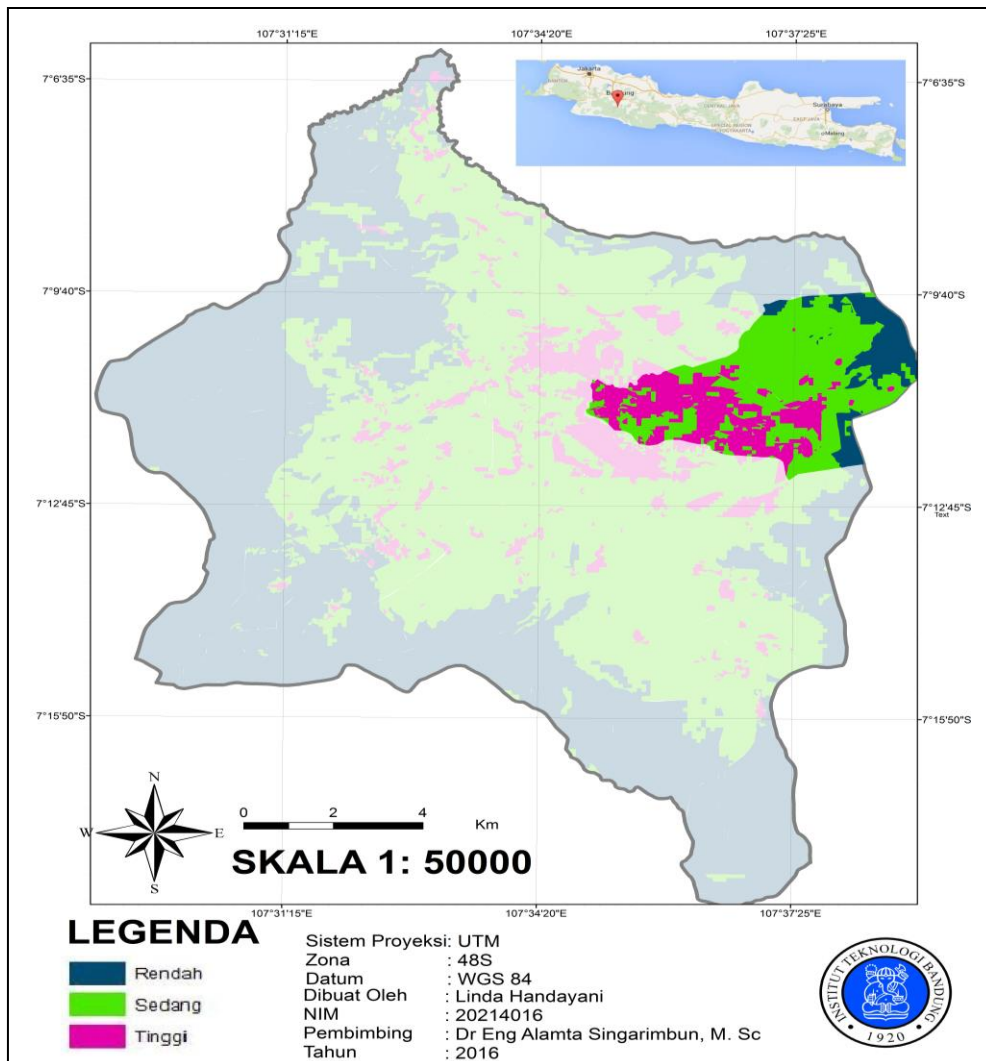 107°31'15"E 107°34'20"E 107°37'25"E
7°6'35"S 7°6'35"S
Jakarta
Surabaya
Malang
7°9'40"S 7°9'40"S
7°12'45"S 7°12'45"S
Text
7°15'50"S 7°15'50"S
N
W E
S
0 2 4 Km
SKALA 1: 50000
107°31'15"E 107°34'20"E 107°37'25"E
LEGENDA
Rendah
Sedang
Tinggi
Sistem Proyeksi: UTM
Zona : 48S
Datum : WGS 84
Dibuat Oleh : Linda Handayani
NIM : 20214016
Pembimbing : Dr Eng Alamta Singarimbun, M. Sc
Tahun : 2016
INSTITUT TEKNOLOGI BANDUNG
1920